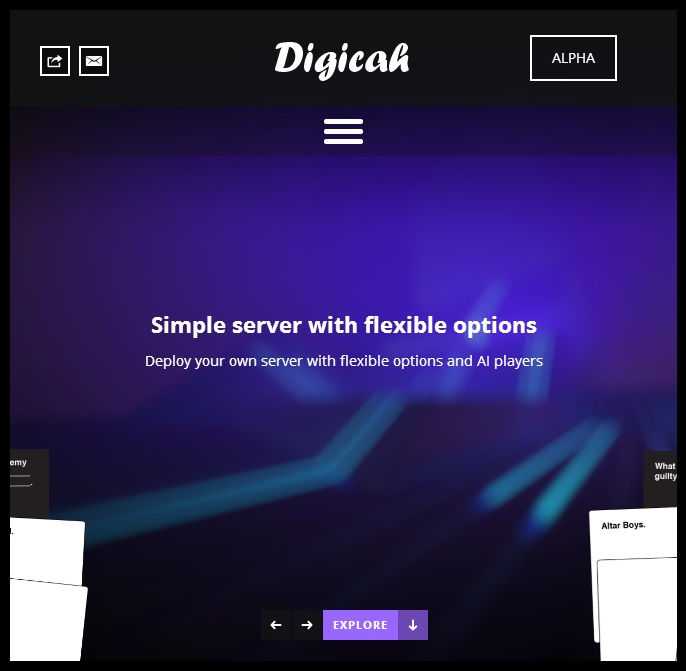 Digicah
ALPHA
Simple server with flexible options
Deploy your own server with flexible options and AI players
What
guilty
Altar Boys.
EXPLORE